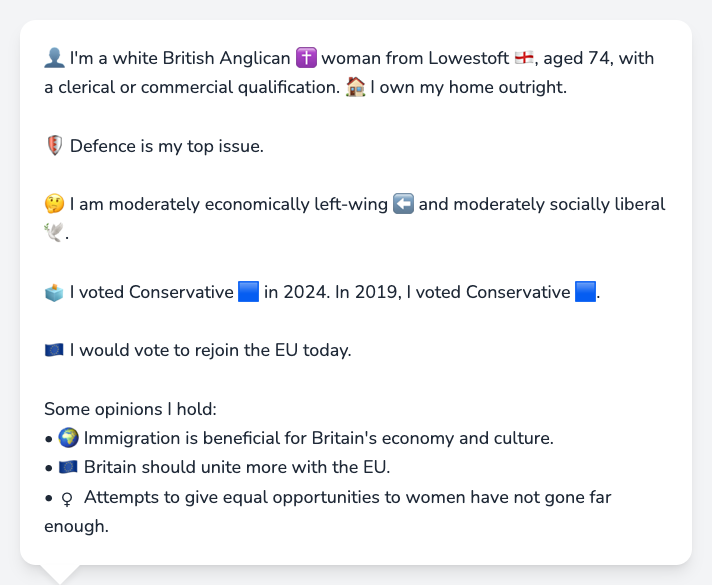 👤 I'm a white British Anglican ✝️ woman from Lowestoft 🏴󠁧󠁢󠁥󠁮󠁧󠁿, aged 74, with
a clerical or commercial qualification. 🏠 I own my home outright.
🛡️ Defence is my top issue.
🤔 I am moderately economically left-wing ⬅️ and moderately socially liberal
🕊️.
🗳️ I voted Conservative 🟦 in 2024. In 2019, I voted Conservative 🟦.
🇪🇺 I would vote to rejoin the EU today.
Some opinions I hold:
• 🌍 Immigration is beneficial for Britain's economy and culture.
• 🇪🇺 Britain should unite more with the EU.
• ♀ Attempts to give equal opportunities to women have not gone far
enough.